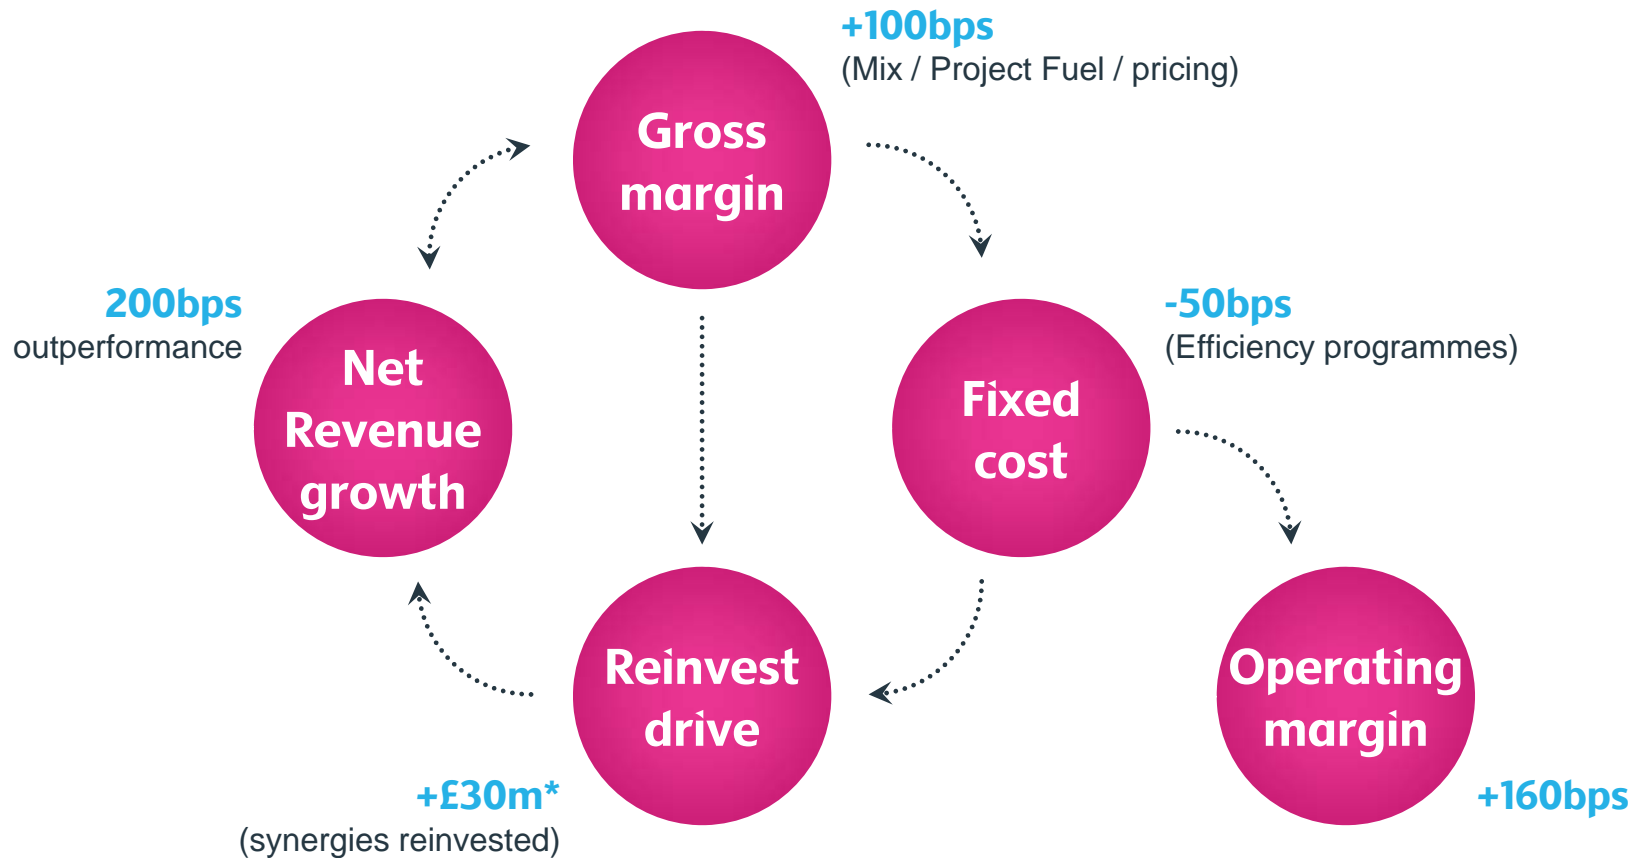 +100bps
(Mix / Project Fuel / pricing)
Gross
margin
200bps
outperformance
Net
Revenue
growth
-50bps
(Efficiency programmes)
Fixed
cost
Reinvest
drive
+£30m*
(synergies reinvested)
Operating
margin
+160bps